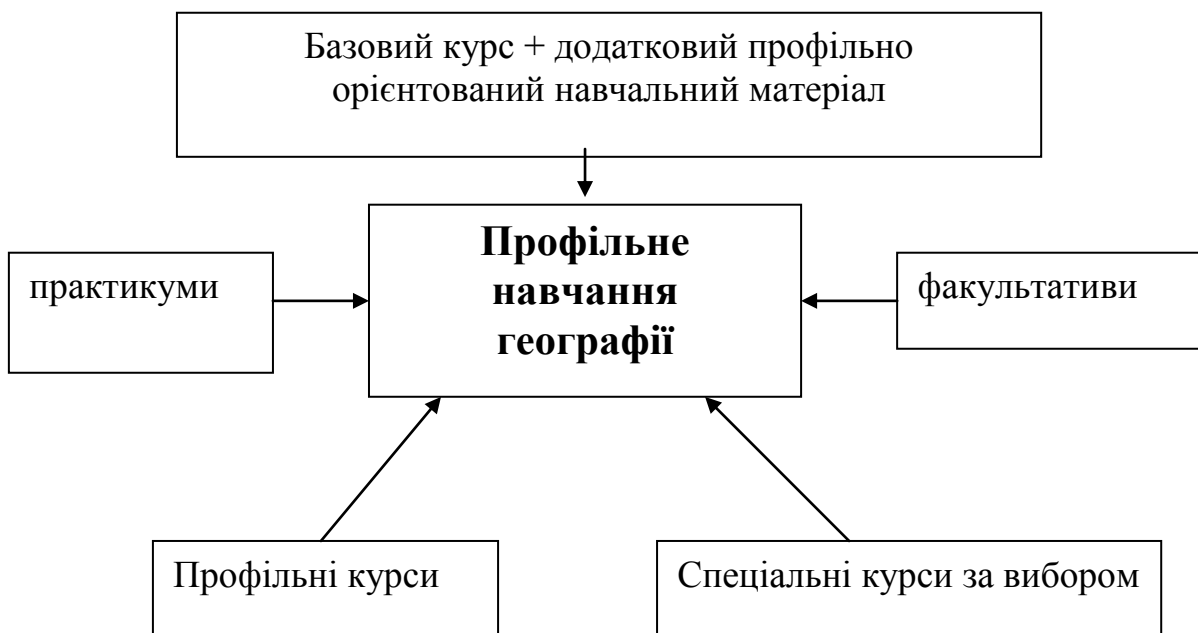 Базовий курс + додатковий профільно
орієнтований навчальний матеріал
Профільне
навчання
географії
практикуми
факультативи
Профільні курси
Спеціальні курси за вибором